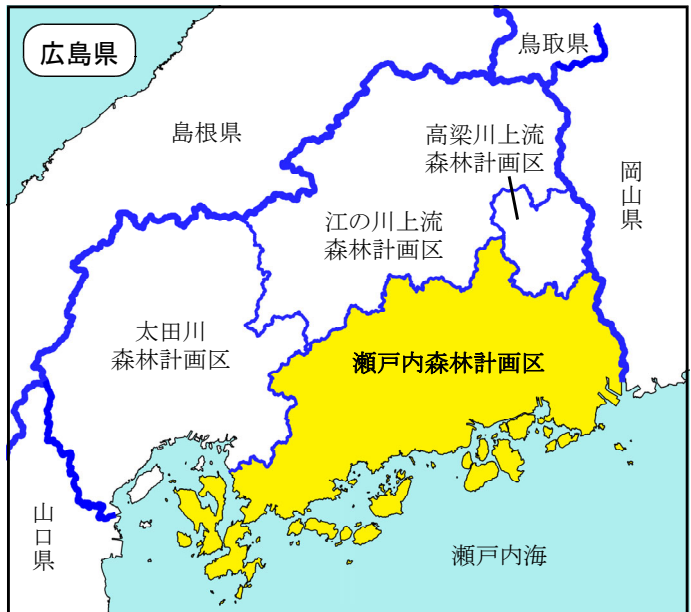 広島県
鳥取県
島根県
高梁川上流
森林計画区
岡山県
江の川上流
森林計画区
太田川
森林計画区
瀬戸内森林計画区
山口県
瀬戸内海